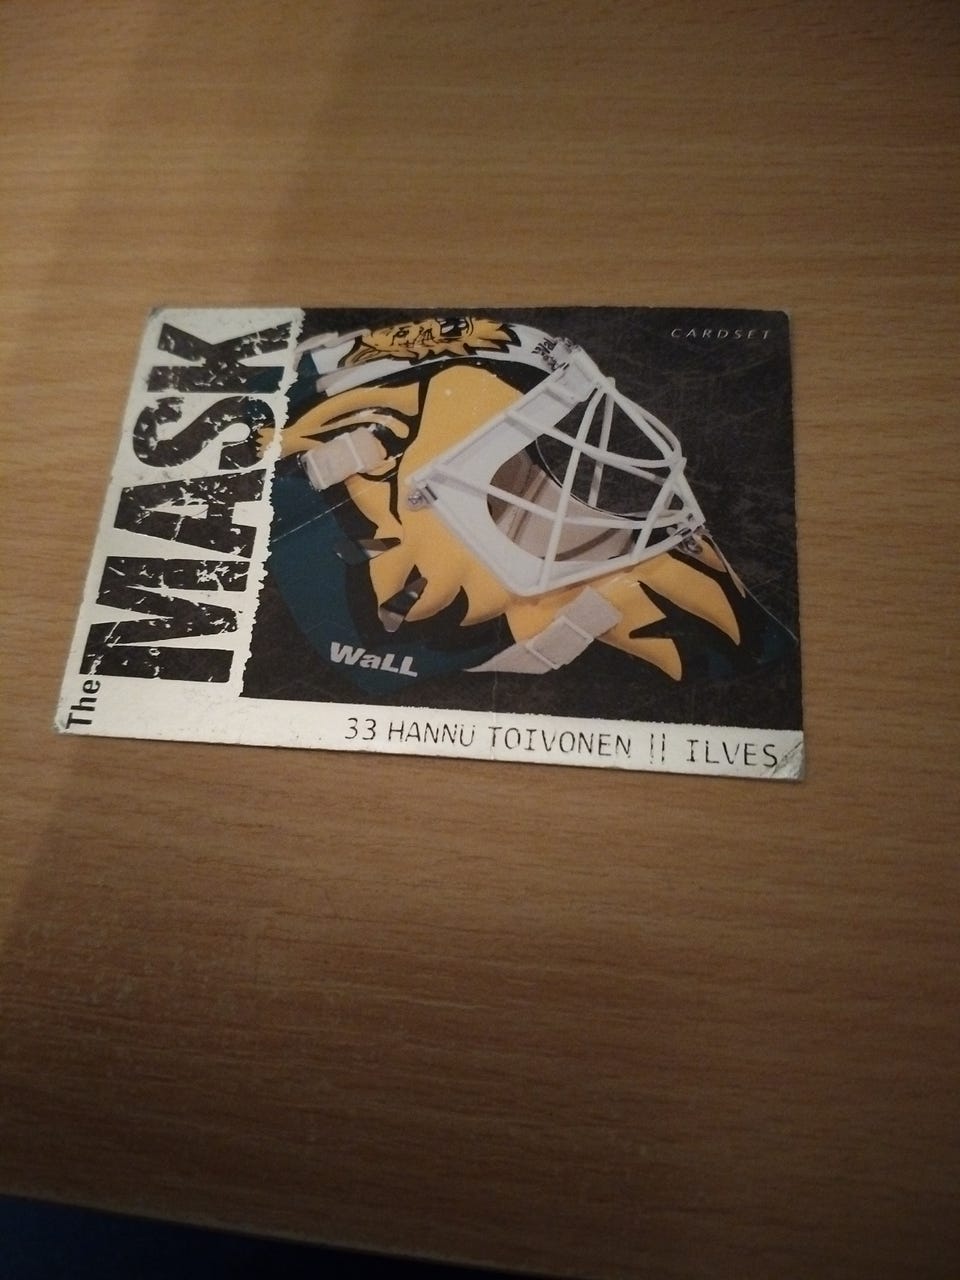 CARDSET
The MASK
WaLL
33 HANNU TOIVONEN || ILVES